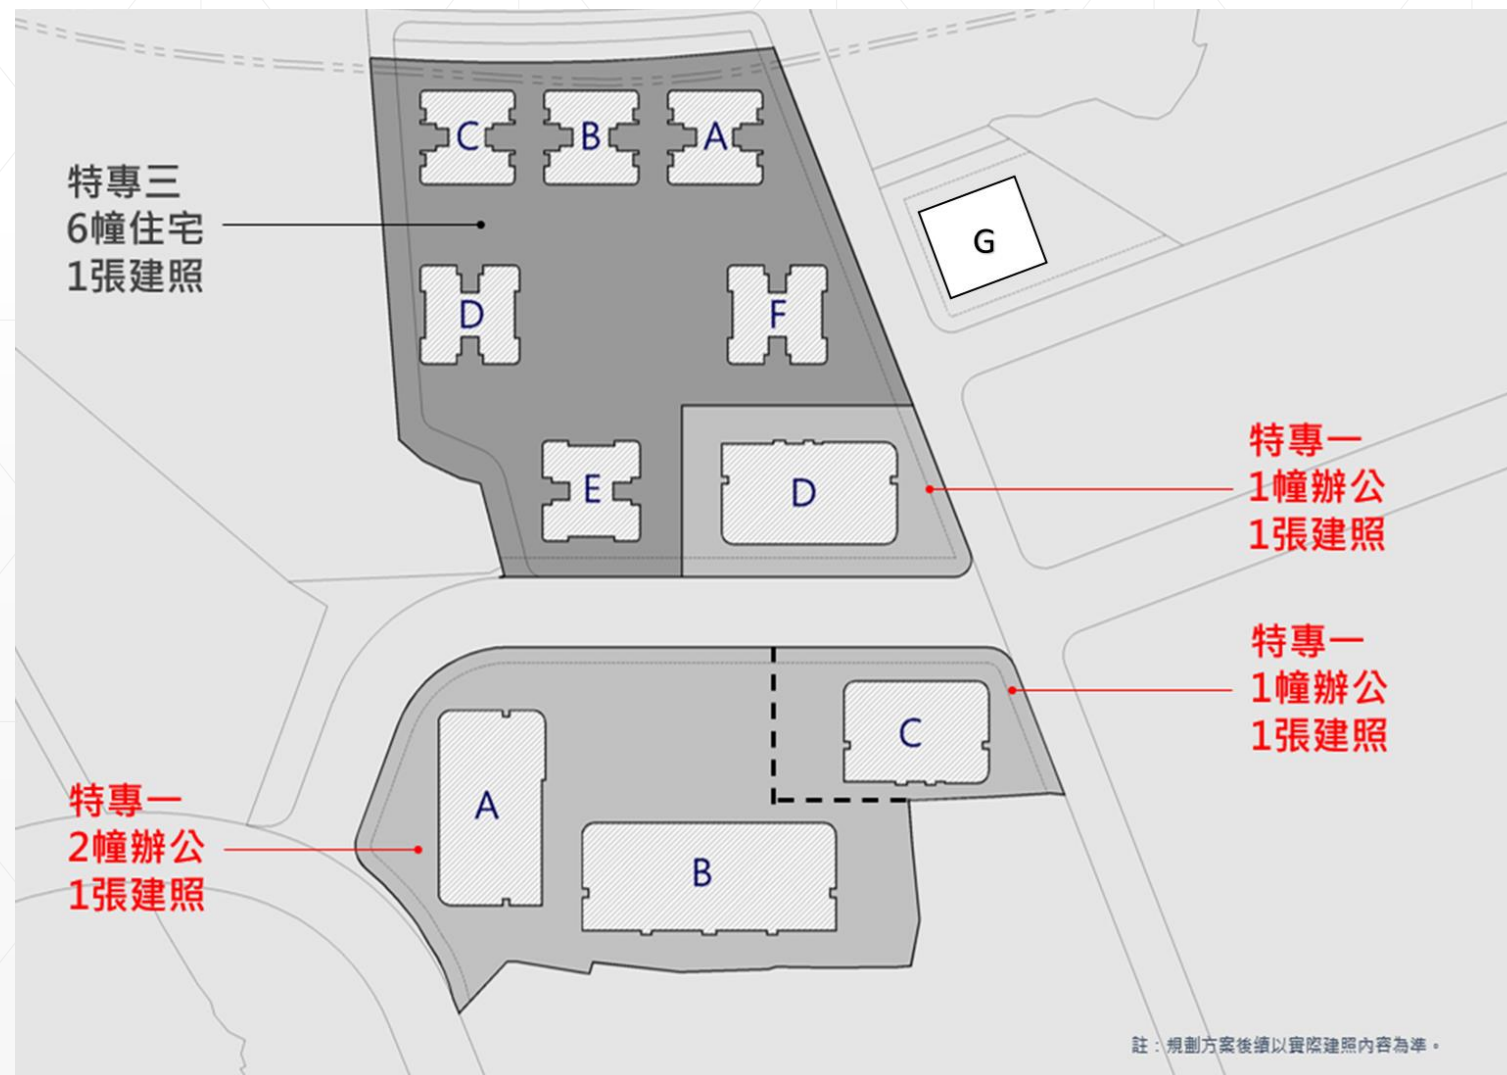 C
B
A
特專三
6幢住宅
1張建照
G
D
F
特專一
1幢辦公
1張建照
E
D
特專一
1幢辦公
1張建照
C
A
特專一
2幢辦公
1張建照
B
註：規劃方案後續以實際建照內容為準。